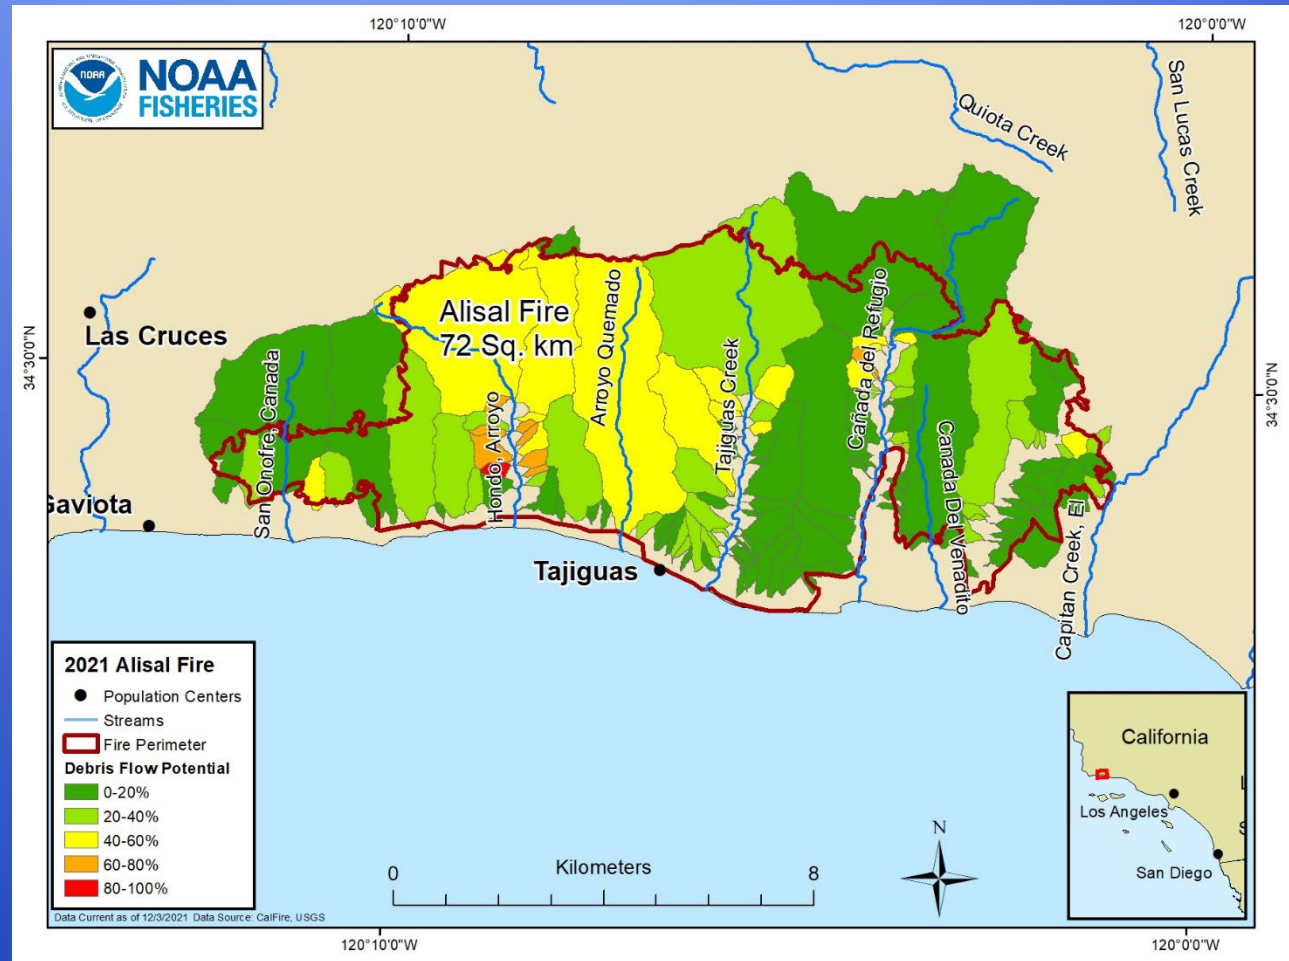 120°10'0"W
120°0'0"W
NOAA
NOAA
FISHERIES
Quiota Creek
San Lucas Creek
34°30'0"N
34°30'0"N
Las Cruces
Alisal Fire
72 Sq. km
San Onofre, Canada
Hondo, Arroyo
Arroyo Quemado
Tajiguas Creek
Cañada del Refugio
Canada Del Venadito
Capitan Creek, El
Gaviota
Tajiguas
2021 Alisal Fire
Population Centers
Streams
Fire Perimeter
Debris Flow Potential
0-20%
20-40%
40-60%
60-80%
80-100%
Data Current as of 12/3/2021 Data Source: CalFire, USGS
0
Kilometers
8
N
California
L
Los Angeles
S
San Diego
120°10'0"W
120°0'0"W